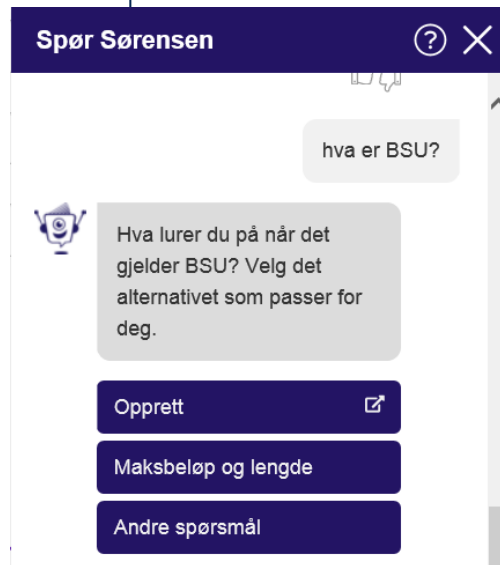 Spør Sørensen
hva er BSU?
Hva lurer du på når det
gjelder BSU? Velg det
alternativet som passer for
deg.
Opprett
Maksbeløp og lengde
Andre spørsmål